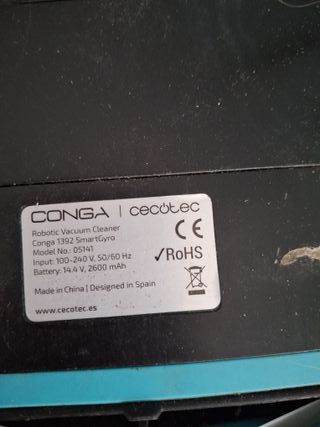 CONGA | cecotec
Robotic Vacuum Cleaner
Conga 1392 SmartGyro
Model No.: 05141
Input: 100-240 V, 50/60 Hz
Battery: 14.4 V, 2600 mAh
CE
✓RoHS
Made in China | Designed in Spain
www.cecotec.es